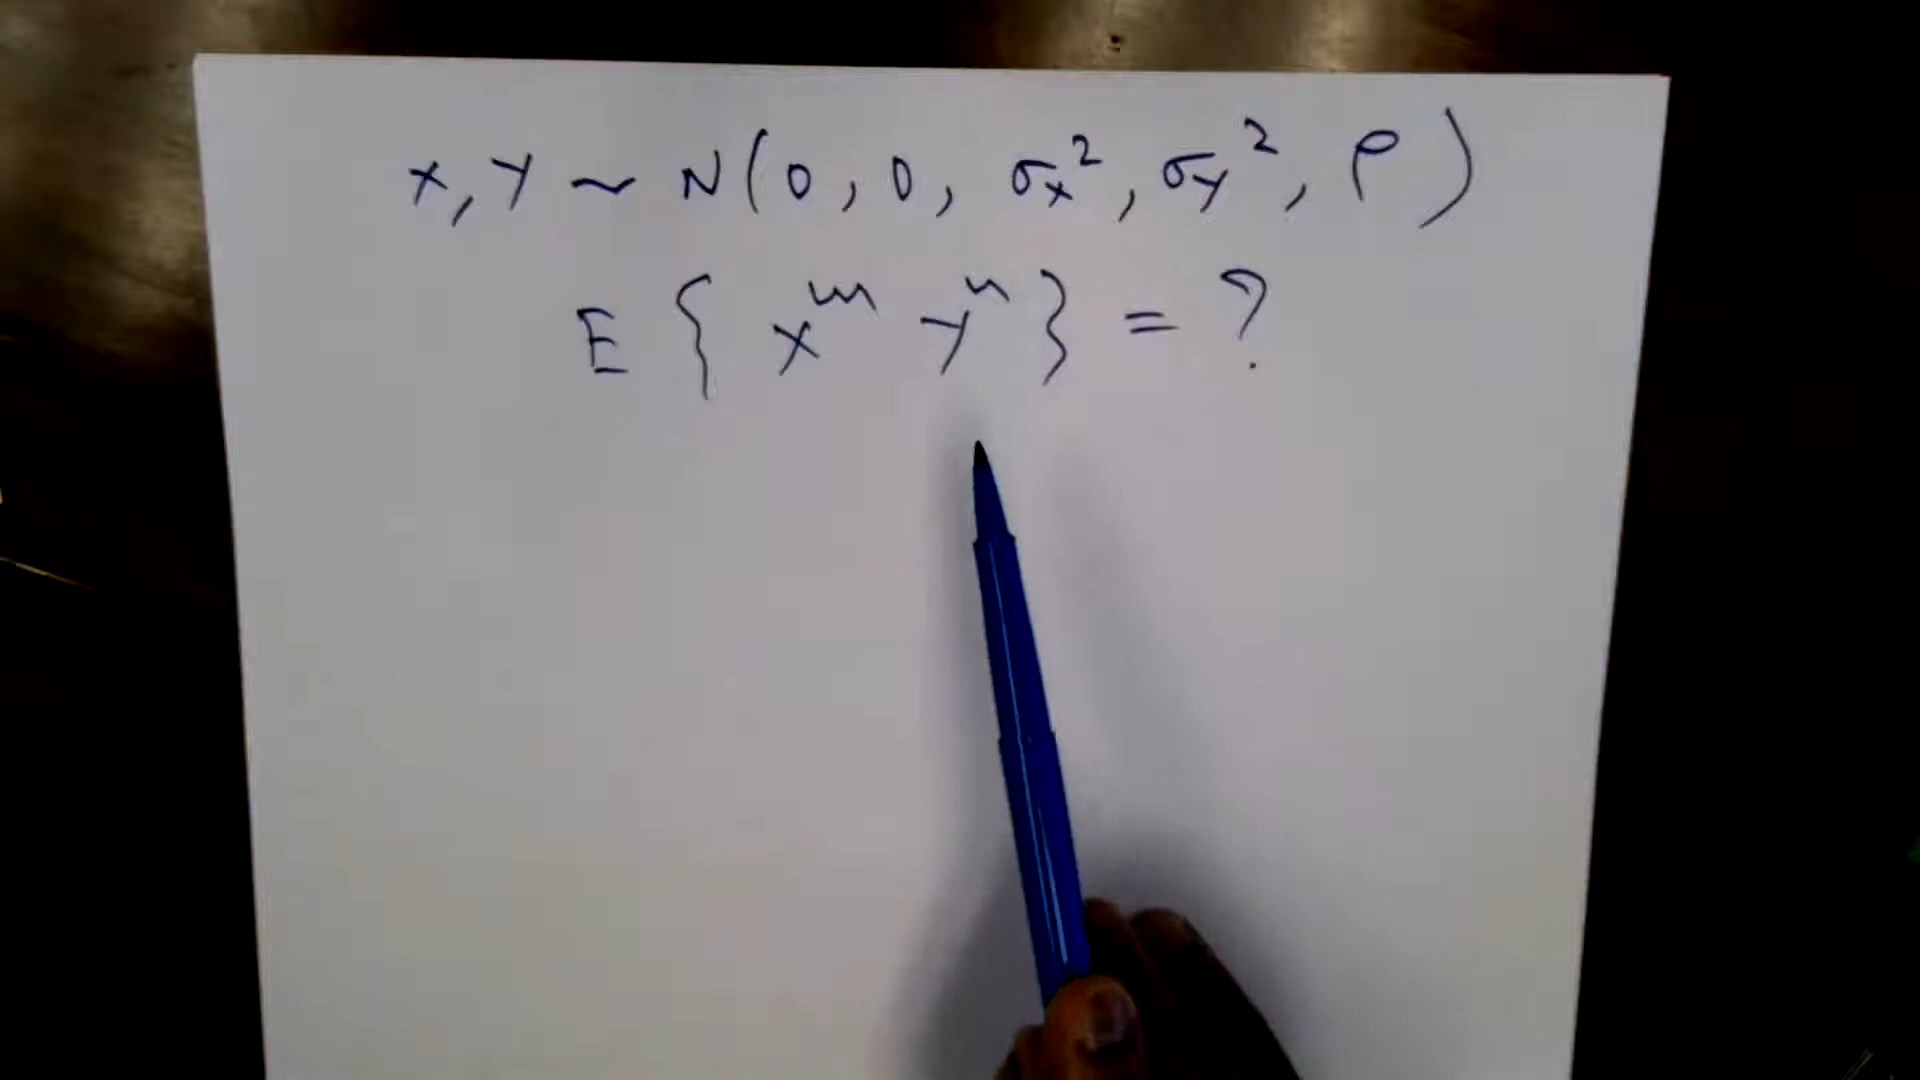 x, y ~ N(0, 0, σx², σy², ρ)
E { x^m y^n } = ?